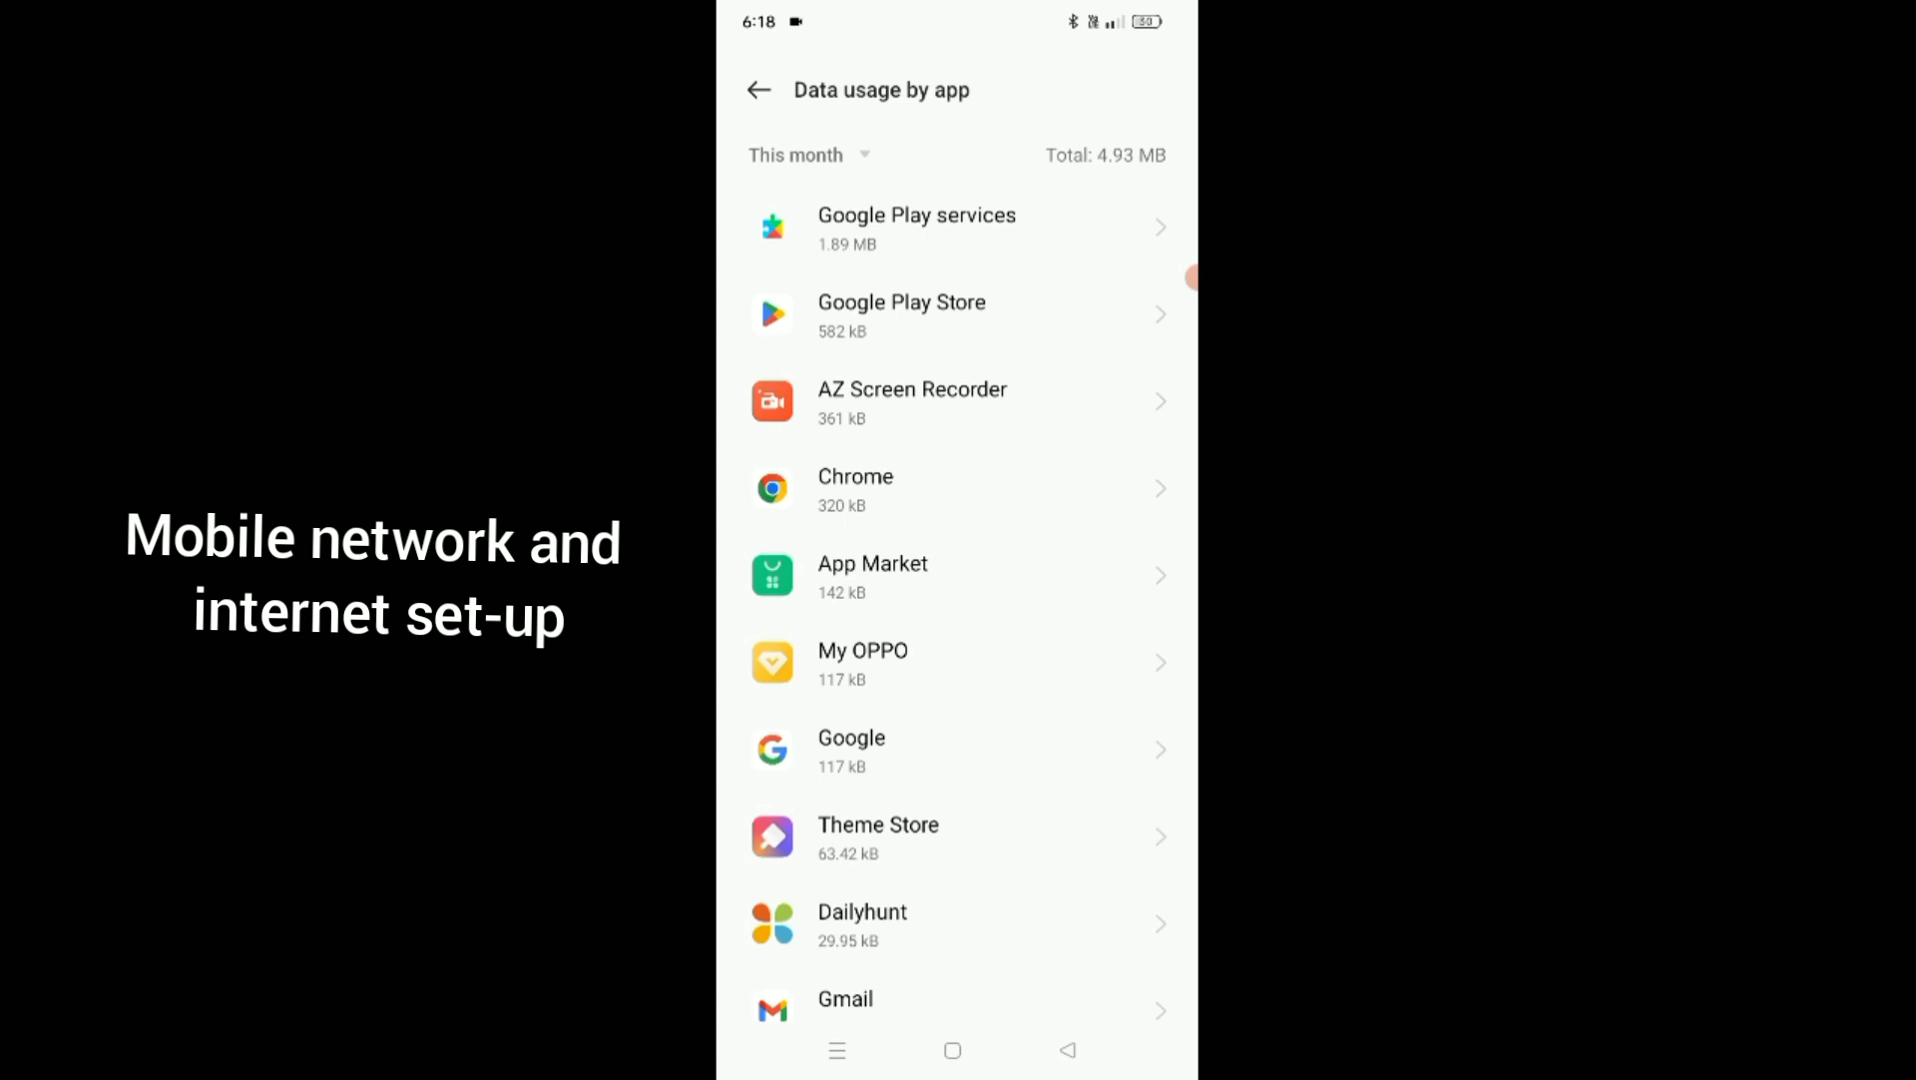 6:18
50
Data usage by app
This month
Total: 4.93 MB
Google Play services
1.89 MB
Google Play Store
582 kB
AZ Screen Recorder
361 kB
Chrome
320 kB
App Market
142 kB
Mobile network and
internet set-up
My OPPO
117 kB
Google
117 kB
Theme Store
63.42 kB
Dailyhunt
29.95 kB
Gmail